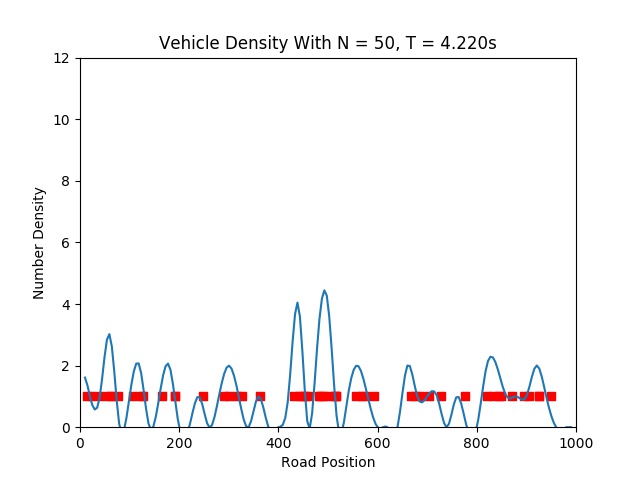 Vehicle Density With N = 50, T = 4.220s
12
10
8
6
4
2
0
Number Density
0 200 400 600 800 1000
Road Position